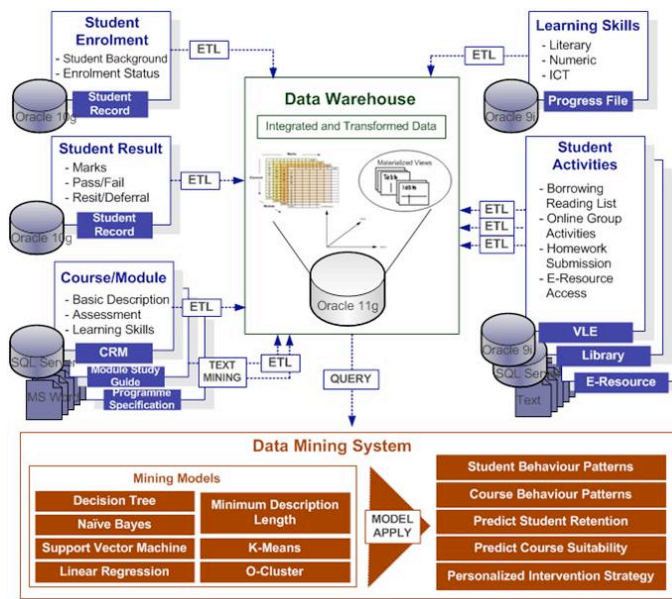 Student
Enrolment
- Student Background
- Enrolment Status
Student
Record
Oracle 10g
ETL
Learning Skills
- Literary
- Numeric
- ICT
Progress File
Oracle 9i
ETL
Data Warehouse
Integrated and Transformed Data
Materialized Views
Table
Table
Oracle 11g
Student Result
- Marks
- Pass/Fail
- Resit/Deferral
Student
Record
Oracle 10g
ETL
Student
Activities
- Borrowing
Reading List
- Online Group
Activities
- Homework
Submission
- E-Resource
Access
ETL
ETL
ETL
VLE
Oracle 9i
Library
SQL Server
E-Resource
Text
Course/Module
- Basic Description
- Assessment
- Learning Skills
ETL
CRM
SQL Server
Module Study
Guide
Programme
Specification
MS Word
TEXT
MINING
ETL
QUERY
Data Mining System
Mining Models
Decision Tree
Naïve Bayes
Support Vector Machine
Linear Regression
Minimum Description
Length
K-Means
O-Cluster
MODEL
APPLY
Student Behaviour Patterns
Course Behaviour Patterns
Predict Student Retention
Predict Course Suitability
Personalized Intervention Strategy